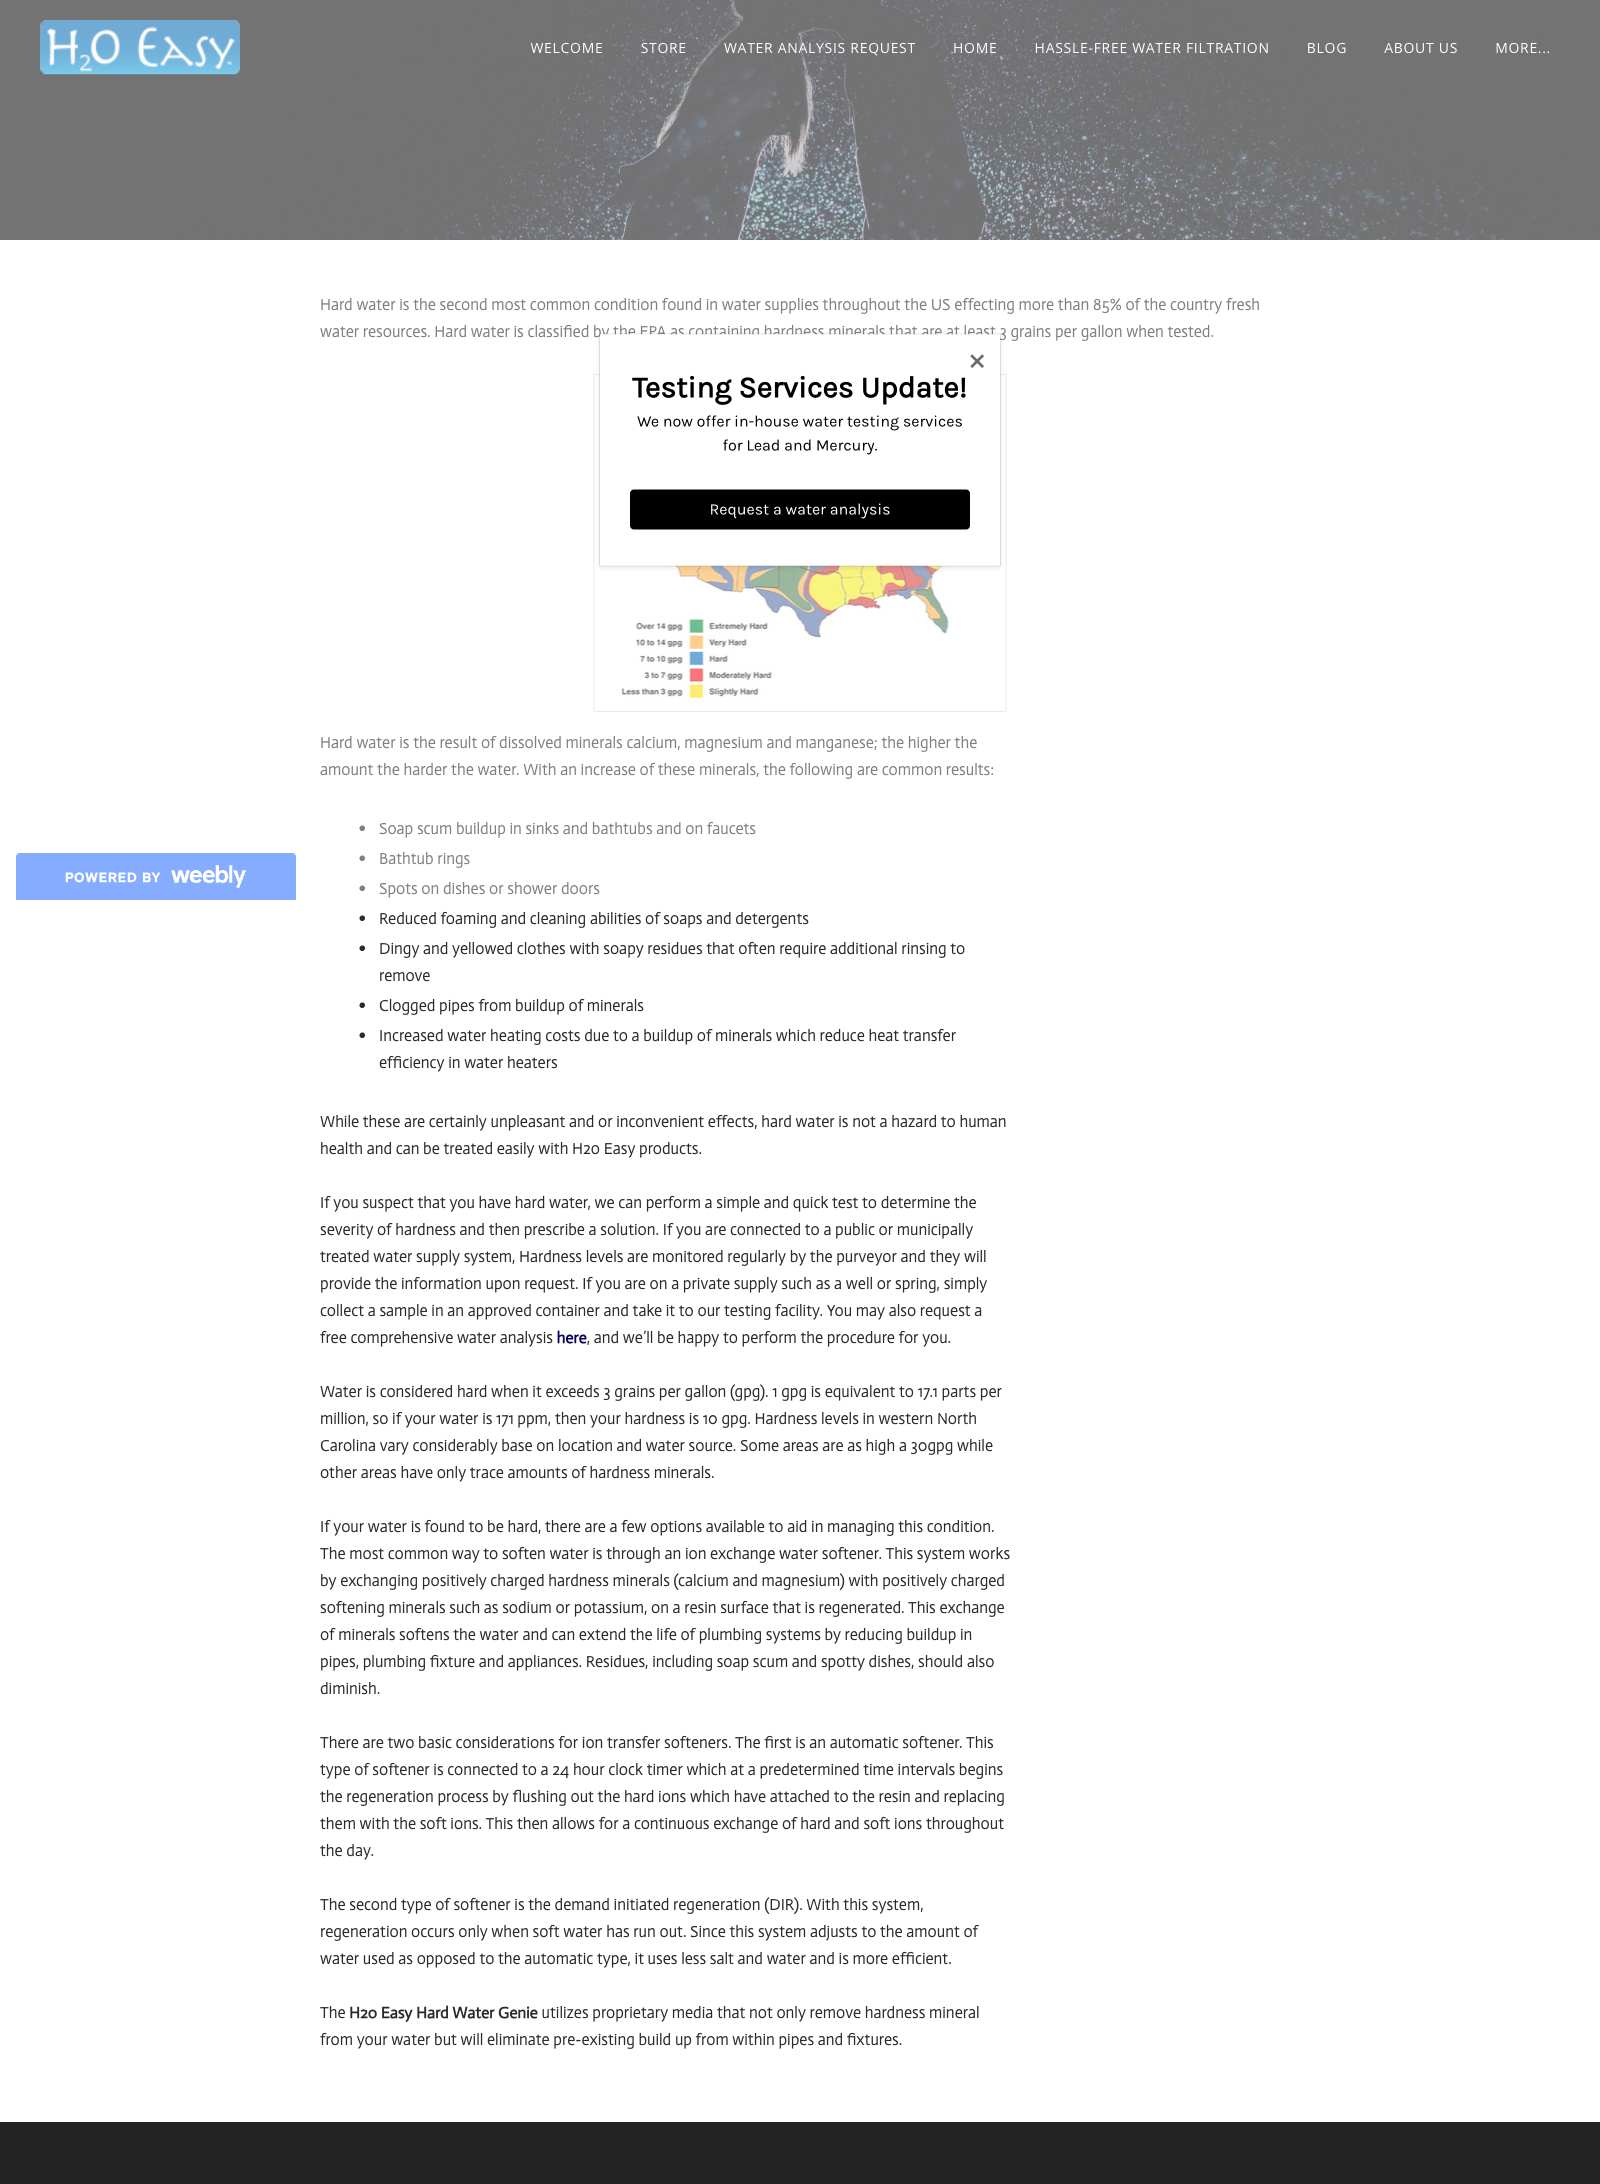 H2O EASY
WELCOME STORE WATER ANALYSIS REQUEST HOME HASSLE-FREE WATER FILTRATION BLOG ABOUT US MORE...
Hard water is the second most common condition found in water supplies throughout the US effecting more than 85% of the country fresh
water resources. Hard water is classified by the EPA as containing hardness minerals that are at least 3 grains per gallon when tested.
Testing Services Update!
We now offer in-house water testing services
for Lead and Mercury.
Request a water analysis
Over 14 gpg Extremely Hard
10 to 14 gpg Very Hard
7 to 10 gpg Hard
3 to 7 gpg Moderately Hard
Less than 3 gpg Slightly Hard
Hard water is the result of dissolved minerals calcium, magnesium and manganese; the higher the
amount the harder the water. With an increase of these minerals, the following are common results:
• Soap scum buildup in sinks and bathtubs and on faucets
• Bathtub rings
• Spots on dishes or shower doors
• Reduced foaming and cleaning abilities of soaps and detergents
• Dingy and yellowed clothes with soapy residues that often require additional rinsing to
remove
• Clogged pipes from buildup of minerals
• Increased water heating costs due to a buildup of minerals which reduce heat transfer
efficiency in water heaters
POWERED BY weebly
While these are certainly unpleasant and or inconvenient effects, hard water is not a hazard to human
health and can be treated easily with H2o Easy products.
If you suspect that you have hard water, we can perform a simple and quick test to determine the
severity of hardness and then prescribe a solution. If you are connected to a public or municipally
treated water supply system, Hardness levels are monitored regularly by the purveyor and they will
provide the information upon request. If you are on a private supply such as a well or spring, simply
collect a sample in an approved container and take it to our testing facility. You may also request a
free comprehensive water analysis here, and we'll be happy to perform the procedure for you.
Water is considered hard when it exceeds 3 grains per gallon (gpg). 1 gpg is equivalent to 17.1 parts per
million, so if your water is 171 ppm, then your hardness is 10 gpg. Hardness levels in western North
Carolina vary considerably base on location and water source. Some areas are as high a 30gpg while
other areas have only trace amounts of hardness minerals.
If your water is found to be hard, there are a few options available to aid in managing this condition.
The most common way to soften water is through an ion exchange water softener. This system works
by exchanging positively charged hardness minerals (calcium and magnesium) with positively charged
softening minerals such as sodium or potassium, on a resin surface that is regenerated. This exchange
of minerals softens the water and can extend the life of plumbing systems by reducing buildup in
pipes, plumbing fixture and appliances. Residues, including soap scum and spotty dishes, should also
diminish.
There are two basic considerations for ion transfer softeners. The first is an automatic softener. This
type of softener is connected to a 24 hour clock timer which at a predetermined time intervals begins
the regeneration process by flushing out the hard ions which have attached to the resin and replacing
them with the soft ions. This then allows for a continuous exchange of hard and soft ions throughout
the day.
The second type of softener is the demand initiated regeneration (DIR). With this system,
regeneration occurs only when soft water has run out. Since this system adjusts to the amount of
water used as opposed to the automatic type, it uses less salt and water and is more efficient.
The H2o Easy Hard Water Genie utilizes proprietary media that not only remove hardness mineral
from your water but will eliminate pre-existing build up from within pipes and fixtures.